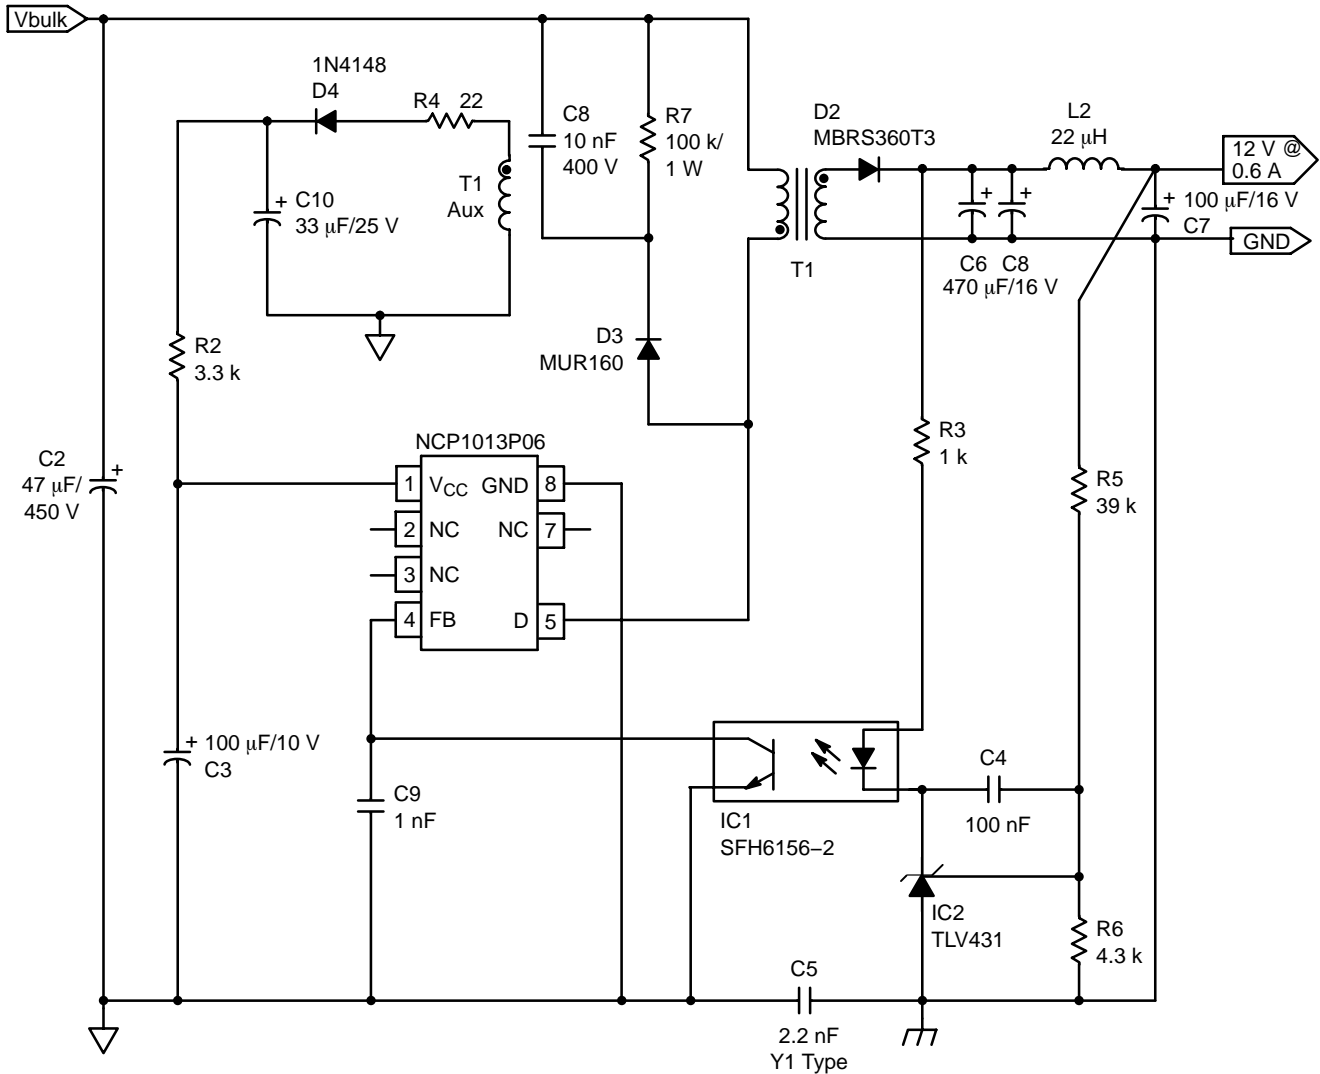 Vbulk
1N4148
D4
R4 22
C8
10 nF
400 V
R7
100 k/
1 W
D2
MBRS360T3
L2
22 μH
12 V @
0.6 A
T1
Aux
+ C10
33 μF/25 V
+ +
+ 100 μF/16 V
C7
GND
T1
C6 C8
470 μF/16 V
R2
3.3 k
D3
MUR160
NCP1013P06
R3
1 k
C2
47 μF/
450 V
+
1 VCC GND 8
2 NC NC 7
3 NC
4 FB D 5
R5
39 k
+ 100 μF/10 V
C3
C9
1 nF
IC1
SFH6156−2
C4
100 nF
IC2
TLV431
R6
4.3 k
C5
2.2 nF
Y1 Type